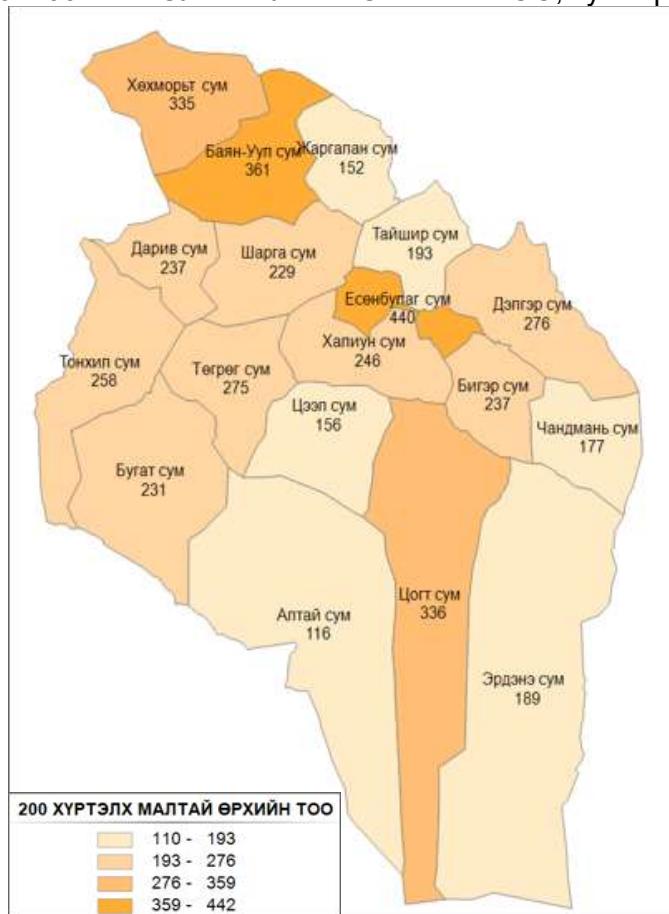 Хөхморьт сум
335
Баян-Уул сум
361
Жаргалан сум
152
Тайшир сум
193
Дарив сум
237
Шарга сум
229
Есөнбулаг сум
440
Дэлгэр сум
276
Халиун сум
246
Тонхил сум
258
Төгрөг сум
275
Бигэр сум
237
Цээл сум
156
Чандмань сум
177
Бугат сум
231
Цогт сум
336
Алтай сум
116
Эрдэнэ сум
189
200 ХҮРТЭЛХ МАЛТАЙ ӨРХИЙН ТОО
110 - 193
193 - 276
276 - 359
359 - 442